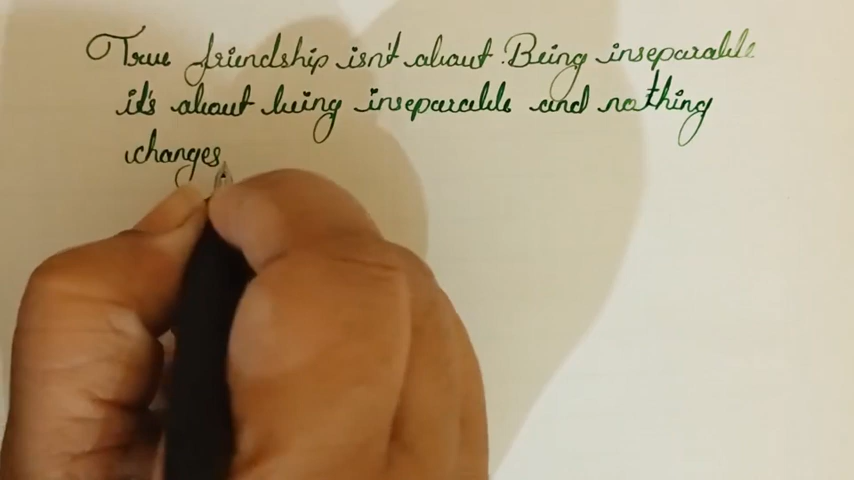 True friendship isn't about Being inseparable
it's about being inseparable and nothing
changes